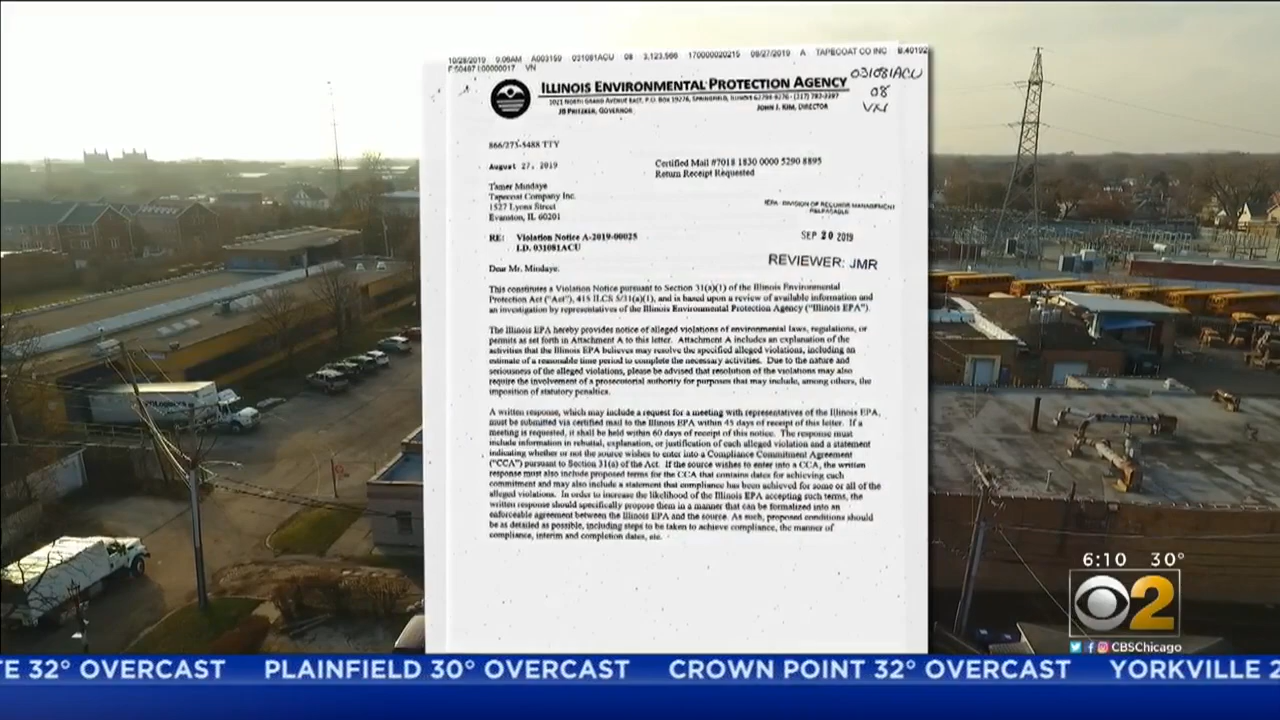 10/28/2019 9:06AM A003159 031081ACU 08 3,123.566 170000020215 08/27/2019 A TAPECOAT CO INC B.40192
VN
ILLINOIS ENVIRONMENTAL PROTECTION AGENCY
031081ACU
08
VN
1021 NORTH GRAND AVENUE EAST, P.O. BOX 19276, SPRINGFIELD, ILLINOIS 62794-9276 · (217) 782-3397
JB PRITZKER, GOVERNOR JOHN J. KIM, DIRECTOR
866/273-5488 TTY
August 27, 2019
Certified Mail #7018 1830 0000 5290 8895
Return Receipt Requested
Tamer Mindaye
Tapecoat Company Inc.
1527 Lyons Street
Evanston, IL 60201
IEPA - DIVISION OF RECORDS MANAGEMENT
RELEASABLE
SEP 20 2019
REVIEWER: JMR
RE: Violation Notice A-2019-00025
I.D. 031081ACU
Dear Mr. Mindaye.
This constitutes a Violation Notice pursuant to Section 31(a)(1) of the Illinois Environmental
Protection Act ("Act"), 415 ILCS 5/31(a)(1), and is based upon a review of available information and
an investigation by representatives of the Illinois Environmental Protection Agency ("Illinois EPA").
The Illinois EPA hereby provides notice of alleged violations of environmental laws, regulations, or
permits as set forth in Attachment A to this letter. Attachment A includes an explanation of the
activities that the Illinois EPA believes may resolve the specified alleged violations, including an
estimate of a reasonable time period to complete the necessary activities. Due to the nature and
seriousness of the alleged violations, please be advised that resolution of the violations may also
require the involvement of a prosecutorial authority for purposes that may include, among others, the
imposition of statutory penalties.
A written response, which may include a request for a meeting with representatives of the Illinois EPA,
must be submitted via certified mail to the Illinois EPA within 45 days of receipt of this letter. If a
meeting is requested, it shall be held within 60 days of receipt of this notice. The response must
include information in rebuttal, explanation, or justification of each alleged violation and a statement
indicating whether or not the source wishes to enter into a Compliance Commitment Agreement
("CCA") pursuant to Section 31(a) of the Act. If the source wishes to enter into a CCA, the written
response must also include proposed terms for the CCA that contains dates for achieving each
commitment and may also include a statement that compliance has been achieved for some or all of the
alleged violations. In order to increase the likelihood of the Illinois EPA accepting such terms, the
written response should specifically propose them in a manner that can be formalized into an
enforceable agreement between the Illinois EPA and the source. As such, proposed conditions should
be as detailed as possible, including steps to be taken to achieve compliance, the manner of
compliance, interim and completion dates, etc.
6:10 30°
2
CBSChicago
TE 32° OVERCAST PLAINFIELD 30° OVERCAST CROWN POINT 32° OVERCAST YORKVILLE 2